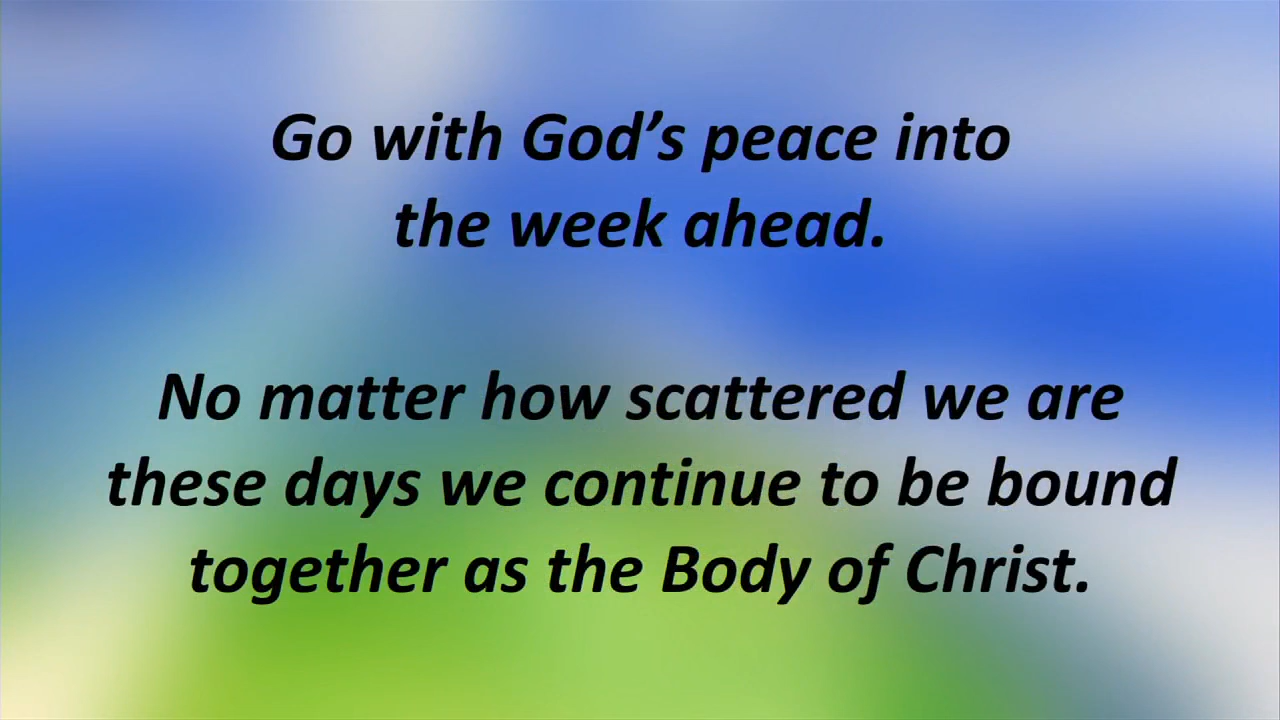 Go with God’s peace into
the week ahead.
No matter how scattered we are
these days we continue to be bound
together as the Body of Christ.